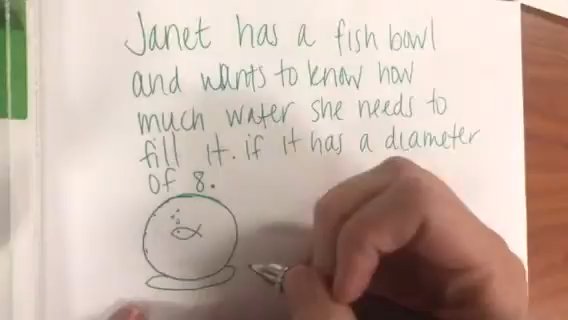 Janet has a fish bowl
and wants to know how
much water she needs to
fill it. if it has a diameter
of 8.